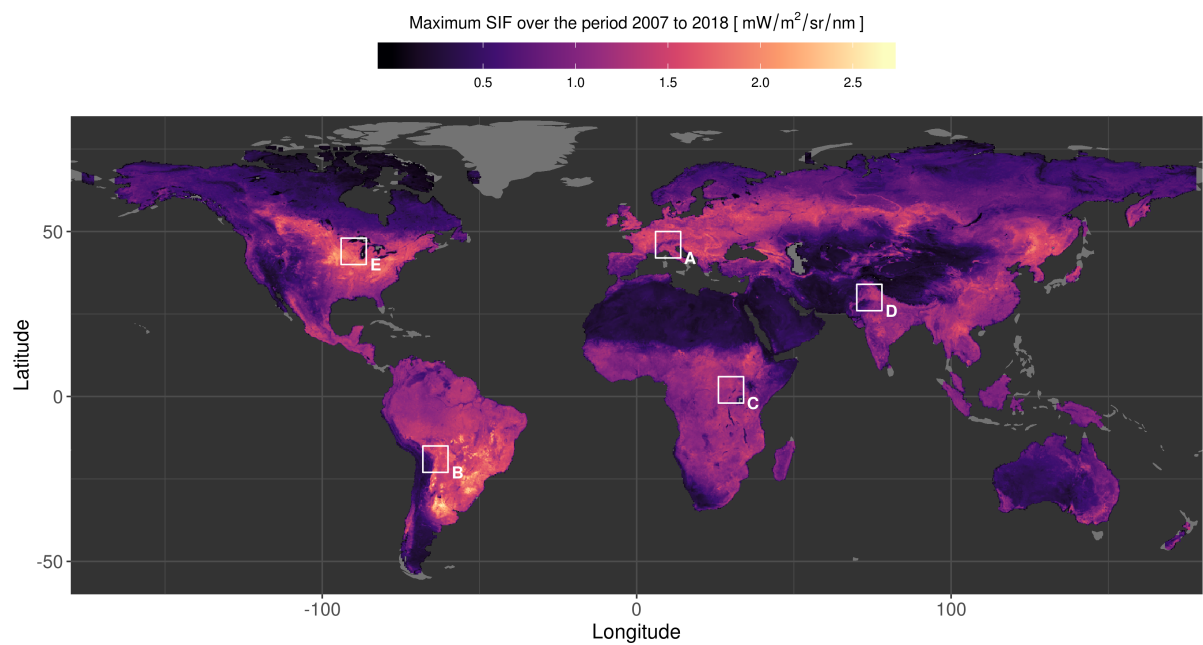 Maximum SIF over the period 2007 to 2018 [ mW/m²/sr/nm ]
0.5 1.0 1.5 2.0 2.5
50
E A
D
0 C
B
-50
-100 0 100
Latitude
Longitude